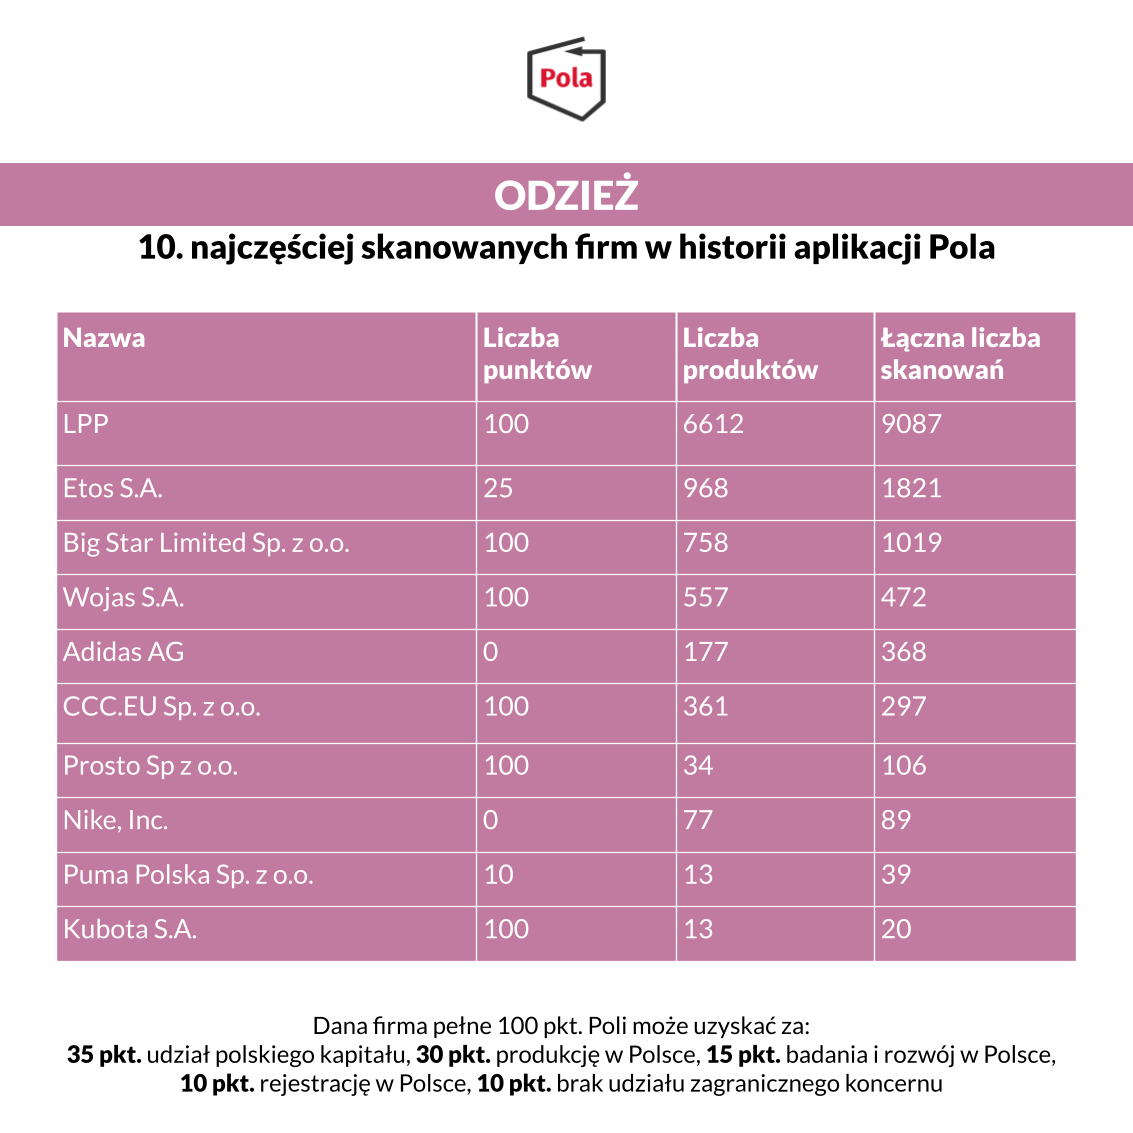 Pola
ODZIEŻ
10. najczęściej skanowanych firm w historii aplikacji Pola
Nazwa Liczba punktów Liczba produktów Łączna liczba skanowań
LPP 100 6612 9087
Etos S.A. 25 968 1821
Big Star Limited Sp. z o.o. 100 758 1019
Wojas S.A. 100 557 472
Adidas AG 0 177 368
CCC.EU Sp. z o.o. 100 361 297
Prosto Sp z o.o. 100 34 106
Nike, Inc. 0 77 89
Puma Polska Sp. z o.o. 10 13 39
Kubota S.A. 100 13 20
Dana firma pełne 100 pkt. Poli może uzyskać za:
35 pkt. udział polskiego kapitału, 30 pkt. produkcję w Polsce, 15 pkt. badania i rozwój w Polsce,
10 pkt. rejestrację w Polsce, 10 pkt. brak udziału zagranicznego koncernu